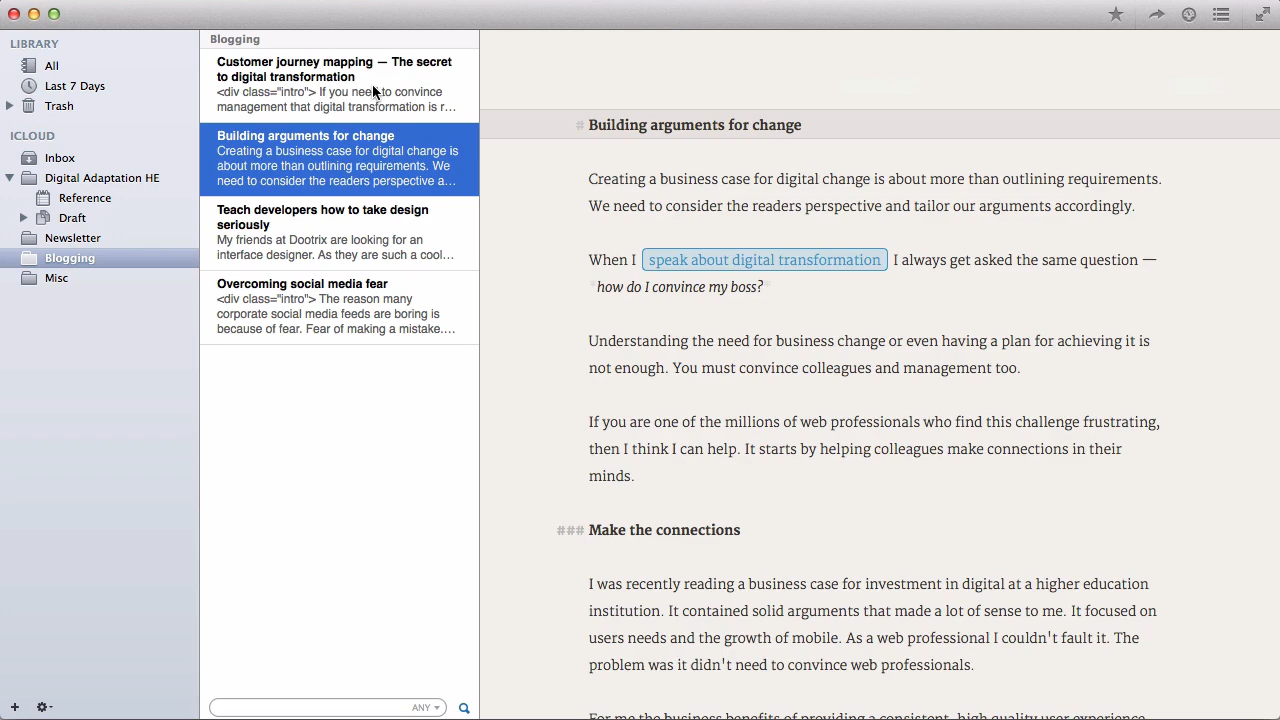 LIBRARY
All
Last 7 Days
Trash
ICLOUD
Inbox
Digital Adaptation HE
Reference
Draft
Newsletter
Blogging
Misc
Blogging
Customer journey mapping — The secret
to digital transformation
<div class="intro"> If you need to convince
management that digital transformation is r…
Building arguments for change
Creating a business case for digital change is
about more than outlining requirements. We
need to consider the readers perspective a…
Teach developers how to take design
seriously
My friends at Dootrix are looking for an
interface designer. As they are such a cool…
Overcoming social media fear
<div class="intro"> The reason many
corporate social media feeds are boring is
because of fear. Fear of making a mistake.…
ANY
# Building arguments for change
Creating a business case for digital change is about more than outlining requirements.
We need to consider the readers perspective and tailor our arguments accordingly.
When I speak about digital transformation I always get asked the same question —
*how do I convince my boss?*
Understanding the need for business change or even having a plan for achieving it is
not enough. You must convince colleagues and management too.
If you are one of the millions of web professionals who find this challenge frustrating,
then I think I can help. It starts by helping colleagues make connections in their
minds.
### Make the connections
I was recently reading a business case for investment in digital at a higher education
institution. It contained solid arguments that made a lot of sense to me. It focused on
users needs and the growth of mobile. As a web professional I couldn't fault it. The
problem was it didn't need to convince web professionals.
For me the business benefits of providing a consistent, high quality user experience